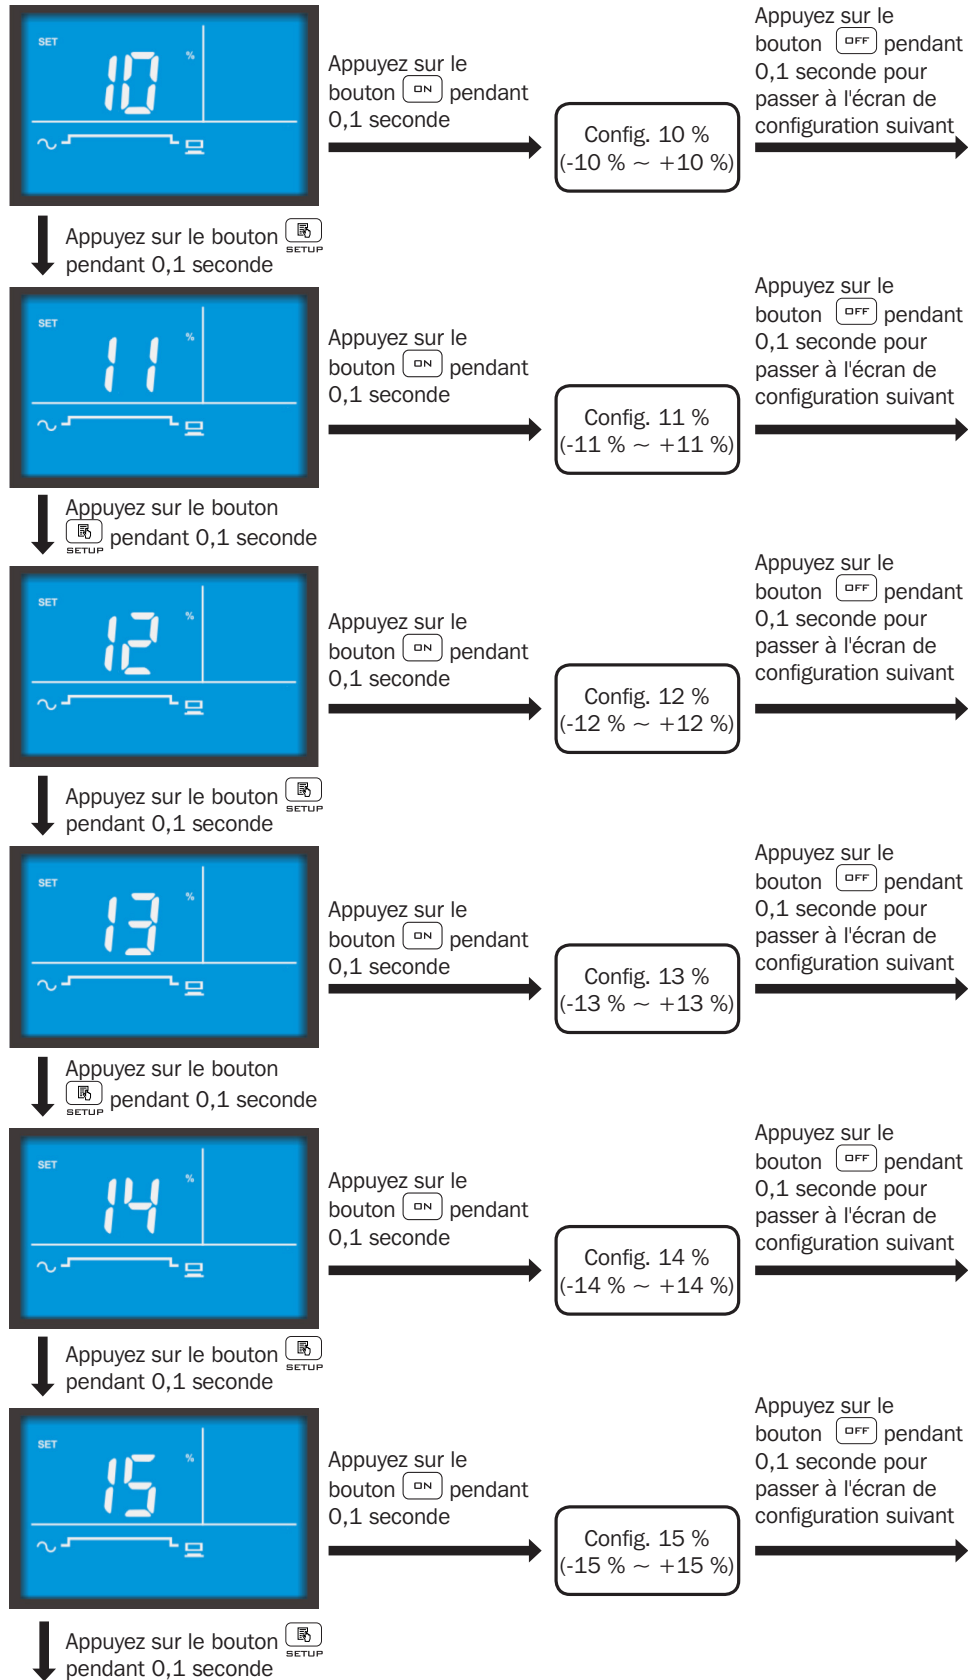 SET
10 %
Appuyez sur le
bouton ON pendant
0,1 seconde
Config. 10 %
(-10 % ~ +10 %)
Appuyez sur le
bouton OFF pendant
0,1 seconde pour
passer à l'écran de
configuration suivant
Appuyez sur le bouton SETUP
pendant 0,1 seconde
SET
11 %
Appuyez sur le
bouton ON pendant
0,1 seconde
Config. 11 %
(-11 % ~ +11 %)
Appuyez sur le
bouton OFF pendant
0,1 seconde pour
passer à l'écran de
configuration suivant
Appuyez sur le bouton
SETUP pendant 0,1 seconde
SET
12 %
Appuyez sur le
bouton ON pendant
0,1 seconde
Config. 12 %
(-12 % ~ +12 %)
Appuyez sur le
bouton OFF pendant
0,1 seconde pour
passer à l'écran de
configuration suivant
Appuyez sur le bouton SETUP
pendant 0,1 seconde
SET
13 %
Appuyez sur le
bouton ON pendant
0,1 seconde
Config. 13 %
(-13 % ~ +13 %)
Appuyez sur le
bouton OFF pendant
0,1 seconde pour
passer à l'écran de
configuration suivant
Appuyez sur le bouton
SETUP pendant 0,1 seconde
SET
14 %
Appuyez sur le
bouton ON pendant
0,1 seconde
Config. 14 %
(-14 % ~ +14 %)
Appuyez sur le
bouton OFF pendant
0,1 seconde pour
passer à l'écran de
configuration suivant
Appuyez sur le bouton SETUP
pendant 0,1 seconde
SET
15 %
Appuyez sur le
bouton ON pendant
0,1 seconde
Config. 15 %
(-15 % ~ +15 %)
Appuyez sur le
bouton OFF pendant
0,1 seconde pour
passer à l'écran de
configuration suivant
Appuyez sur le bouton SETUP
pendant 0,1 seconde